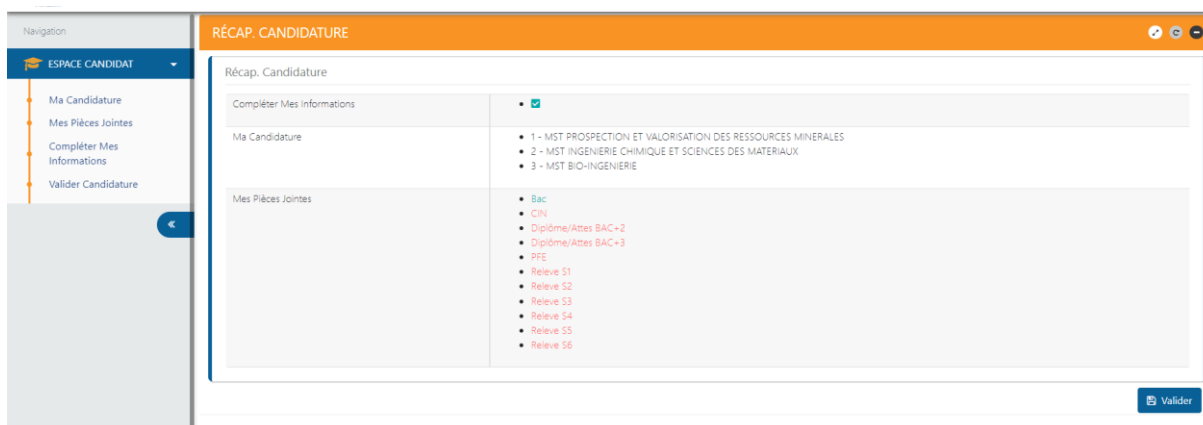 Navigation
RÉCAP. CANDIDATURE
ESPACE CANDIDAT
Ma Candidature
Mes Pièces Jointes
Compléter Mes
Informations
Valider Candidature
Récap. Candidature
Compléter Mes Informations
Ma Candidature
1 - MST PROSPECTION ET VALORISATION DES RESSOURCES MINERALES
2 - MST INGENIERIE CHIMIQUE ET SCIENCES DES MATERIAUX
3 - MST BIO-INGENIERIE
Mes Pièces Jointes
Bac
CIN
Diplôme/Attes BAC+2
Diplôme/Attes BAC+3
PFE
Releve S1
Releve S2
Releve S3
Releve S4
Releve S5
Releve S6
Valider